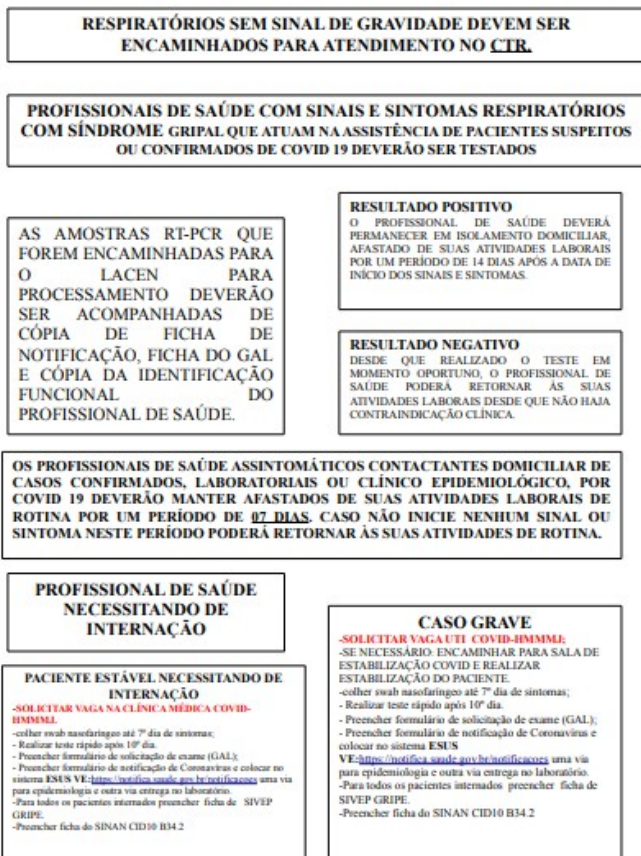 RESPIRATÓRIOS SEM SINAL DE GRAVIDADE DEVEM SER
ENCAMINHADOS PARA ATENDIMENTO NO CTR.
PROFISSIONAIS DE SAÚDE COM SINAIS E SINTOMAS RESPIRATÓRIOS
COM SÍNDROME GRIPAL QUE ATUAM NA ASSISTÊNCIA DE PACIENTES SUSPEITOS
OU CONFIRMADOS DE COVID 19 DEVERÃO SER TESTADOS
AS AMOSTRAS RT-PCR QUE
FOREM ENCAMINHADAS PARA
O LACEN PARA
PROCESSAMENTO DEVERÃO
SER ACOMPANHADAS DE
CÓPIA DE FICHA DE
NOTIFICAÇÃO, FICHA DO GAL
E CÓPIA DA IDENTIFICAÇÃO
FUNCIONAL DO
PROFISSIONAL DE SAÚDE.
RESULTADO POSITIVO
O PROFISSIONAL DE SAÚDE DEVERÁ
PERMANECER EM ISOLAMENTO DOMICILIAR,
AFASTADO DE SUAS ATIVIDADES LABORAIS
POR UM PERÍODO DE 14 DIAS APÓS A DATA DE
INÍCIO DOS SINAIS E SINTOMAS.
RESULTADO NEGATIVO
DESDE QUE REALIZADO O TESTE EM
MOMENTO OPORTUNO, O PROFISSIONAL DE
SAÚDE PODERÁ RETORNAR ÀS SUAS
ATIVIDADES LABORAIS DESDE QUE NÃO HAJA
CONTRAINDICAÇÃO CLÍNICA.
OS PROFISSIONAIS DE SAÚDE ASSINTOMÁTICOS CONTACTANTES DOMICILIAR DE
CASOS CONFIRMADOS, LABORATORIAIS OU CLÍNICO EPIDEMIOLÓGICO, POR
COVID 19 DEVERÃO MANTER AFASTADOS DE SUAS ATIVIDADES LABORAIS DE
ROTINA POR UM PERÍODO DE 07 DIAS. CASO NÃO INICIE NENHUM SINAL OU
SINTOMA NESTE PERÍODO PODERÁ RETORNAR ÀS SUAS ATIVIDADES DE ROTINA.
PROFISSIONAL DE SAÚDE
NECESSITANDO DE
INTERNAÇÃO
PACIENTE ESTÁVEL NECESSITANDO DE
INTERNAÇÃO
-SOLICITAR VAGA NA CLÍNICA MÉDICA COVID-
HMMMJ.
-colher swab nasofaríngeo até 7º dia de sintomas;
- Realizar teste rápido após 10º dia.
- Preencher formulário de solicitação de exame (GAL);
- Preencher formulário de notificação de Coronavírus e colocar no
sistema ESUS VE:https://notifica.saude.gov.br/notificacoes uma via
para epidemiologia e outra via entrega no laboratório.
-Para todos os pacientes internados preencher ficha de SIVEP
GRIPE.
-Preencher ficha do SINAN CID10 B34.2
CASO GRAVE
-SOLICITAR VAGA UTI COVID-HMMMJ;
-SE NECESSÁRIO: ENCAMINHAR PARA SALA DE
ESTABILIZAÇÃO COVID E REALIZAR
ESTABILIZAÇÃO DO PACIENTE.
-colher swab nasofaríngeo até 7º dia de sintomas;
- Realizar teste rápido após 10º dia.
- Preencher formulário de solicitação de exame (GAL);
- Preencher formulário de notificação de Coronavírus e
colocar no sistema ESUS
VE:https://notifica.saude.gov.br/notificacoes uma via
para epidemiologia e outra via entrega no laboratório.
-Para todos os pacientes internados preencher ficha de
SIVEP GRIPE.
-Preencher ficha do SINAN CID10 B34.2